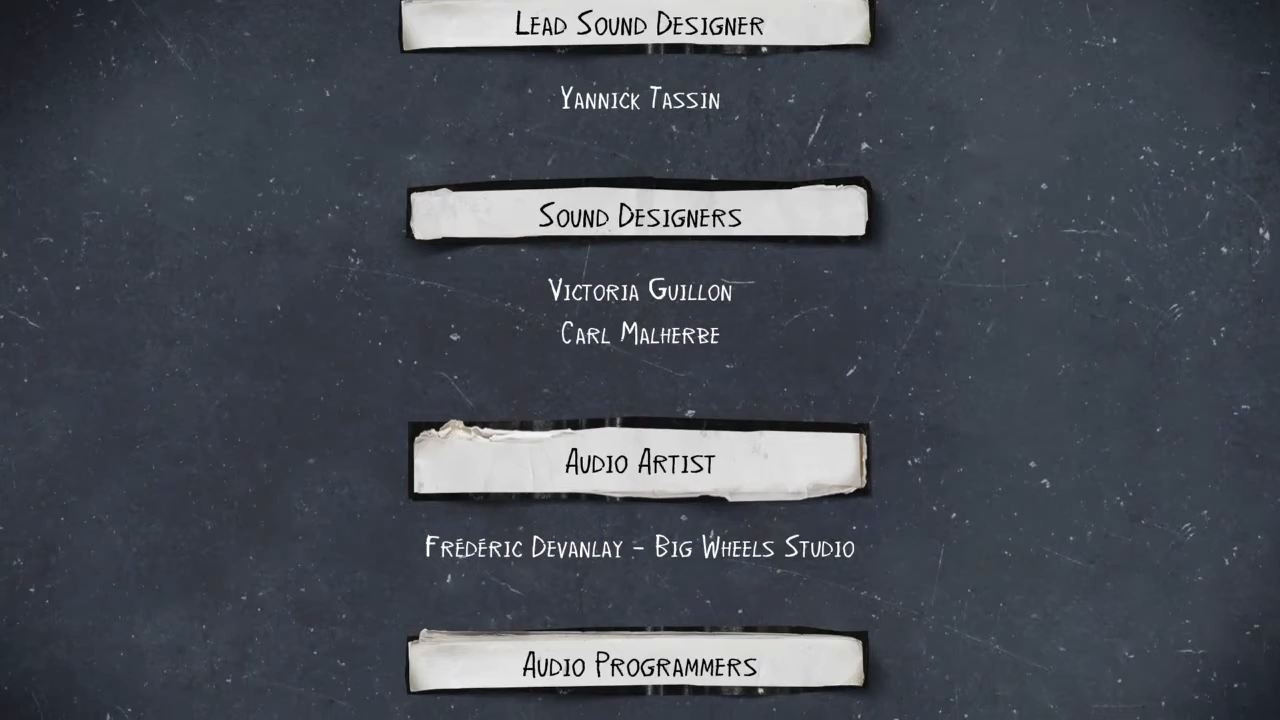 Lead Sound Designer
Yannick Tassin
Sound Designers
Victoria Guillon
Carl Malherbe
Audio Artist
Frédéric Devanlay – Big Wheels Studio
Audio Programmers